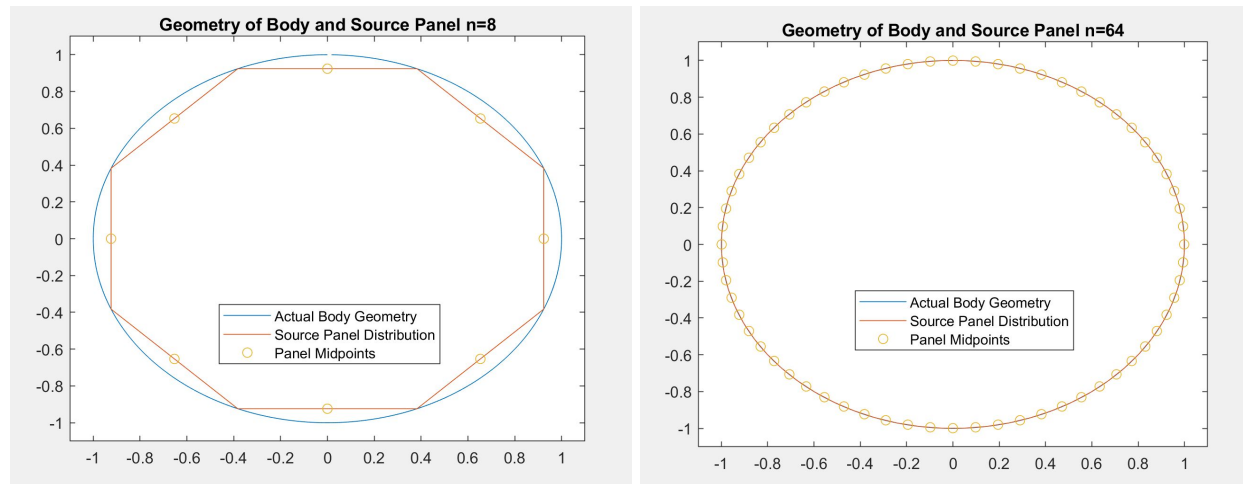 Geometry of Body and Source Panel n=8
1
0.8
0.6
0.4
0.2
0
-0.2
-0.4
-0.6
-0.8
-1
Actual Body Geometry
Source Panel Distribution
Panel Midpoints
-1 -0.8 -0.6 -0.4 -0.2 0 0.2 0.4 0.6 0.8 1
Geometry of Body and Source Panel n=64
1
0.8
0.6
0.4
0.2
0
-0.2
-0.4
-0.6
-0.8
-1
Actual Body Geometry
Source Panel Distribution
Panel Midpoints
-1 -0.8 -0.6 -0.4 -0.2 0 0.2 0.4 0.6 0.8 1